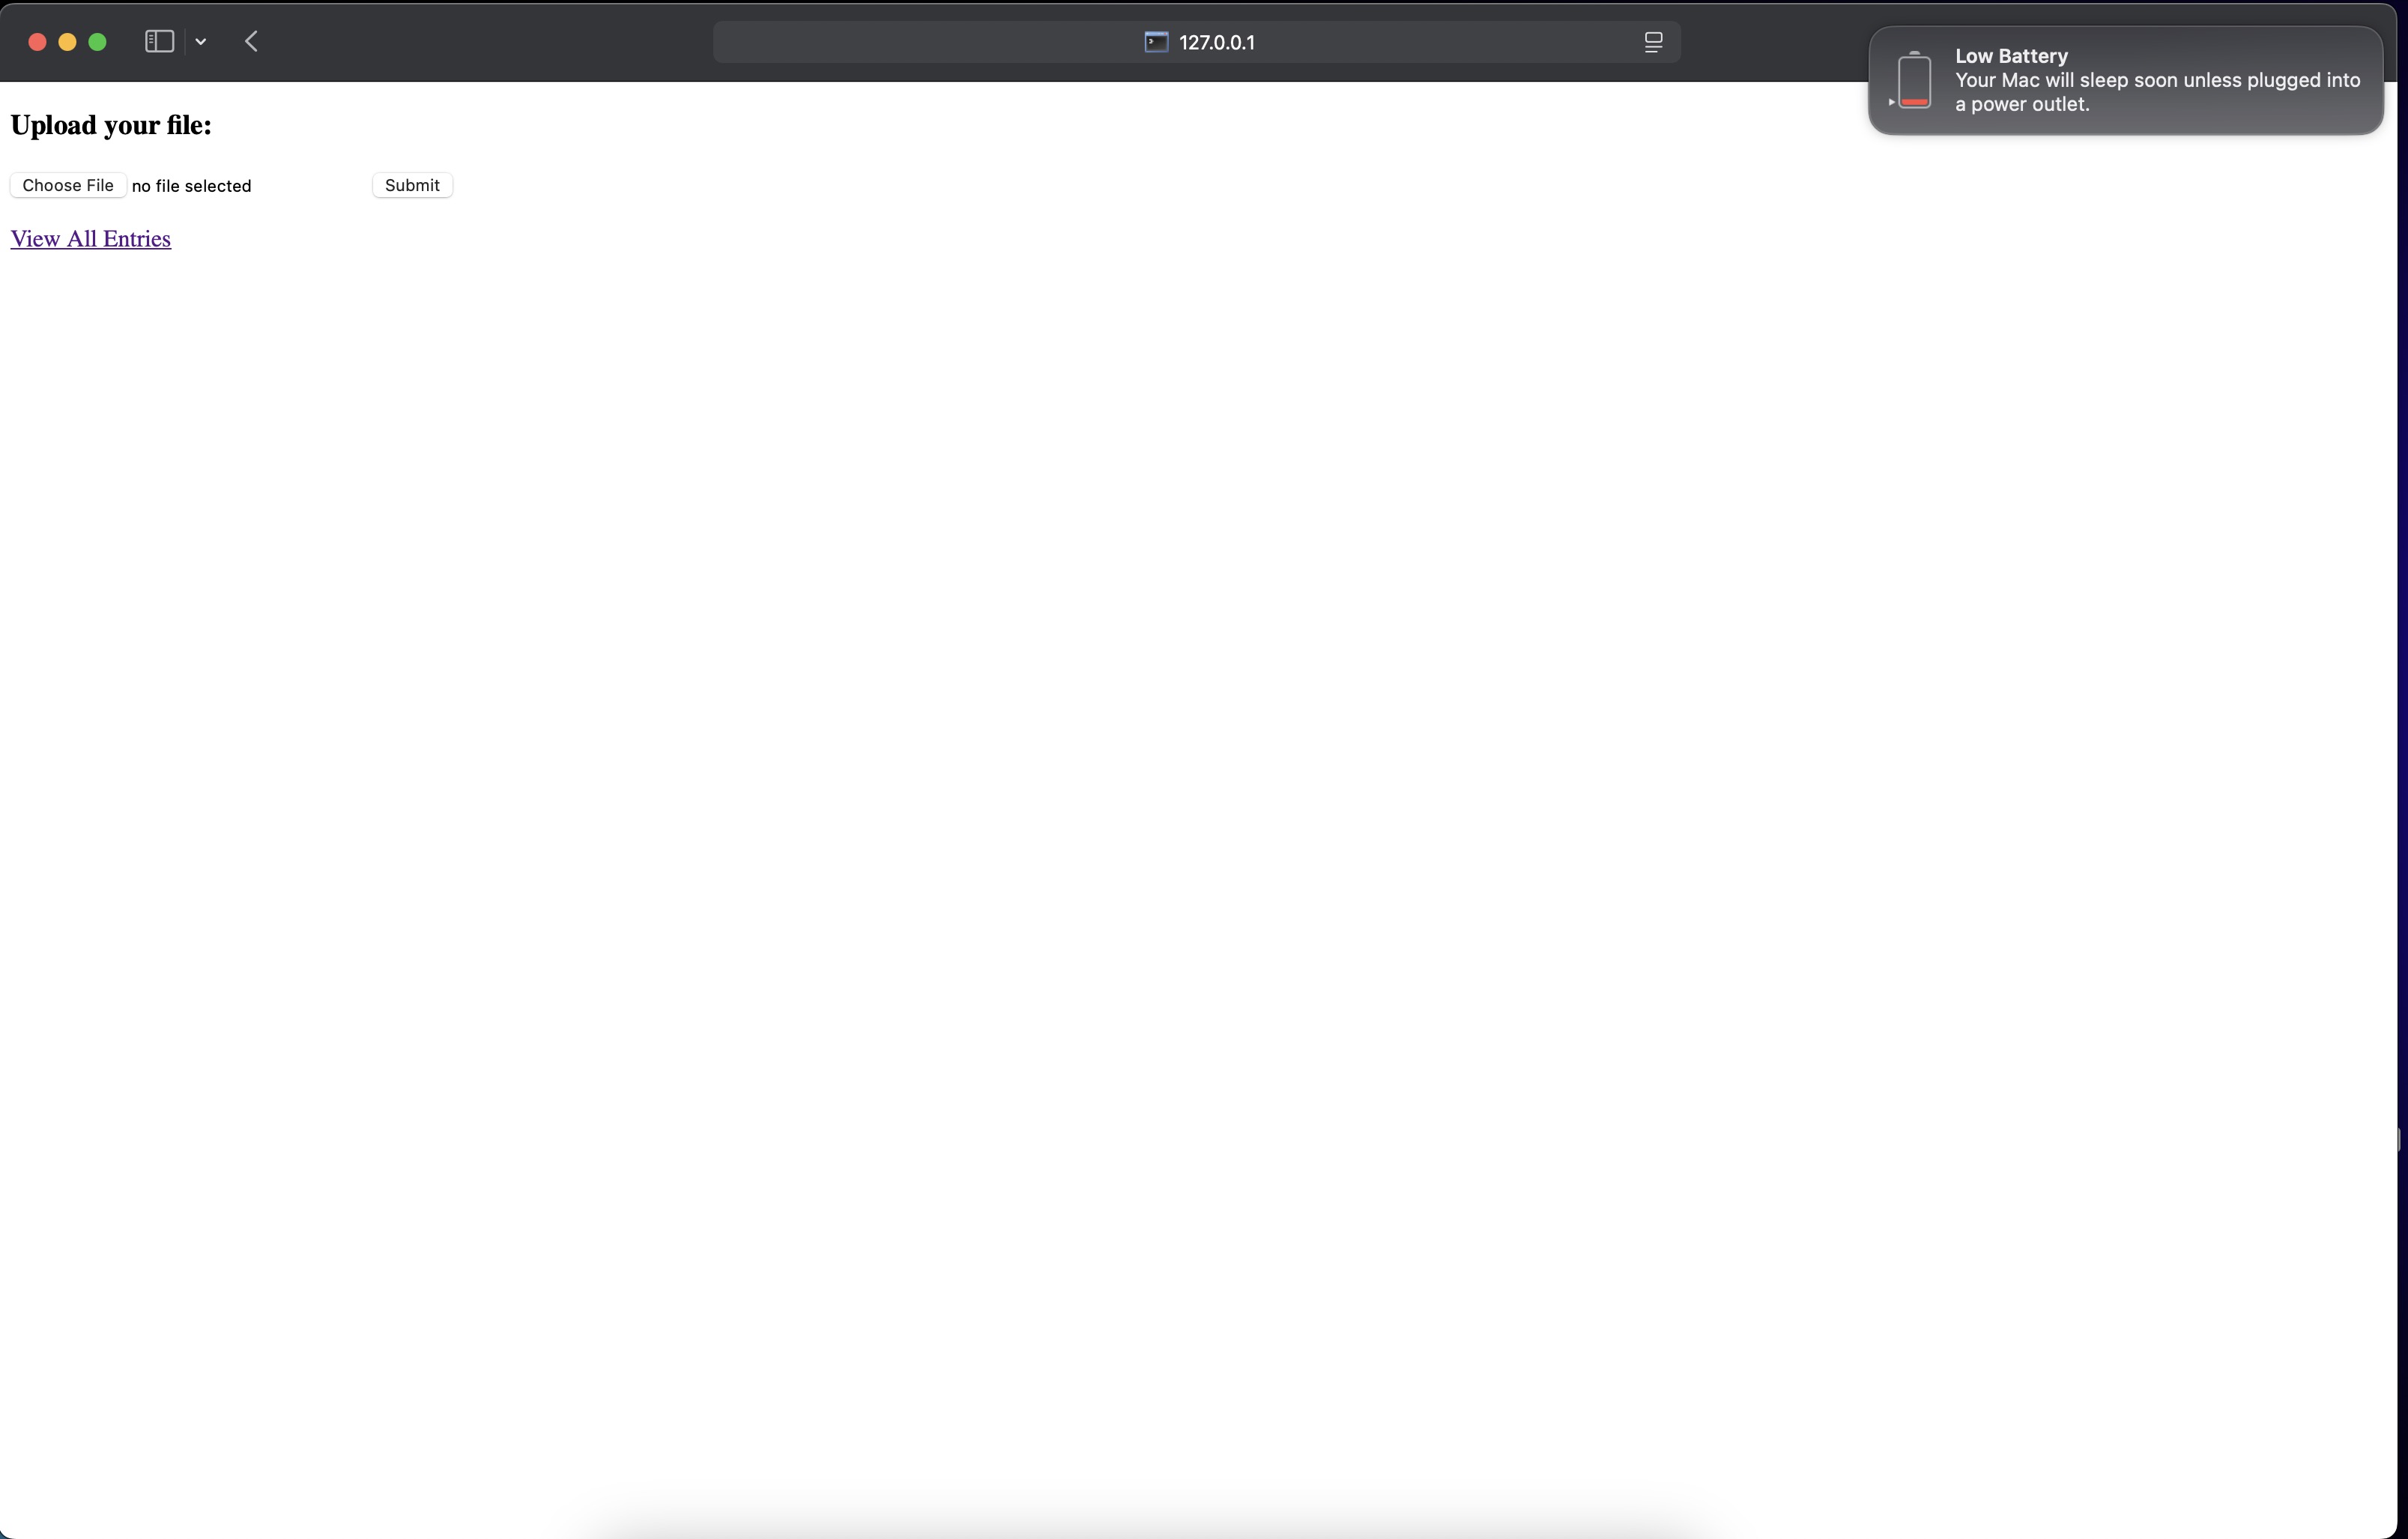 127.0.0.1
Low Battery
Your Mac will sleep soon unless plugged into
a power outlet.
Upload your file:
Choose File no file selected Submit
View All Entries